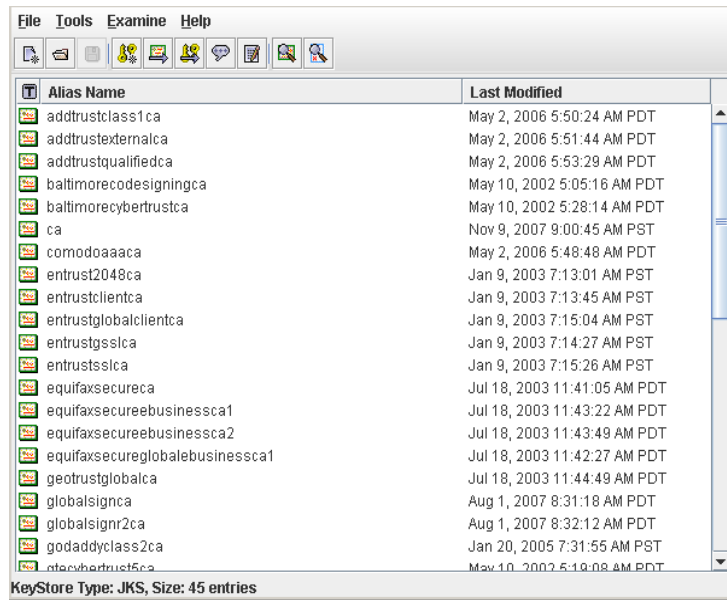 File Tools Examine Help
T Alias Name Last Modified
addtrustclass1ca May 2, 2006 5:50:24 AM PDT
addtrustexternalca May 2, 2006 5:51:44 AM PDT
addtrustqualifiedca May 2, 2006 5:53:29 AM PDT
baltimorecodesigningca May 10, 2002 5:05:16 AM PDT
baltimorecybertrustca May 10, 2002 5:28:14 AM PDT
ca Nov 9, 2007 9:00:45 AM PST
comodoaaaca May 2, 2006 5:48:48 AM PDT
entrust2048ca Jan 9, 2003 7:13:01 AM PST
entrustclientca Jan 9, 2003 7:13:45 AM PST
entrustglobalclientca Jan 9, 2003 7:15:04 AM PST
entrustgsslca Jan 9, 2003 7:14:27 AM PST
entrustsslca Jan 9, 2003 7:15:26 AM PST
equifaxsecureca Jul 18, 2003 11:41:05 AM PDT
equifaxsecureebusinessca1 Jul 18, 2003 11:43:22 AM PDT
equifaxsecureebusinessca2 Jul 18, 2003 11:43:49 AM PDT
equifaxsecureglobalebusinessca1 Jul 18, 2003 11:42:27 AM PDT
geotrustglobalca Jul 18, 2003 11:44:49 AM PDT
globalsignca Aug 1, 2007 8:31:18 AM PDT
globalsignr2ca Aug 1, 2007 8:32:12 AM PDT
godaddyclass2ca Jan 20, 2005 7:31:55 AM PST
gtecybertrust5ca May 10, 2002 5:19:08 AM PDT
KeyStore Type: JKS, Size: 45 entries